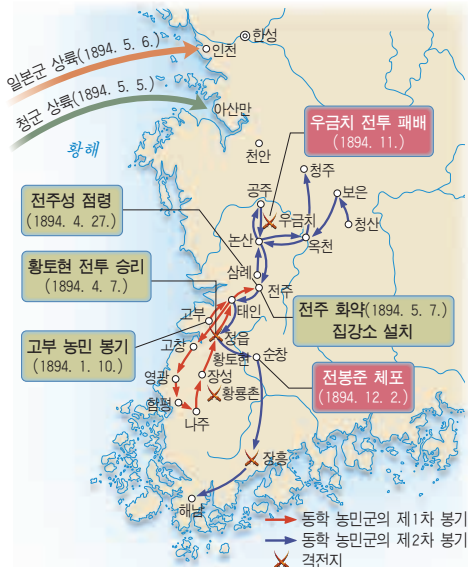 한성
인천
일본군 상륙(1894. 5. 6.)
청군 상륙(1894. 5. 5.)
아산만
황해
천안
우금치 전투 패배
(1894. 11.)
청주
보은
공주
우금치
청산
전주성 점령
(1894. 4. 27.)
논산
옥천
삼례
황토현 전투 승리
(1894. 4. 7.)
전주
태인
전주 화약(1894. 5. 7.)
집강소 설치
고부
정읍
고부 농민 봉기
(1894. 1. 10.)
고창
황토현
순창
영광
장성
황룡촌
전봉준 체포
(1894. 12. 2.)
함평
나주
장흥
해남
동학 농민군의 제1차 봉기
동학 농민군의 제2차 봉기
격전지